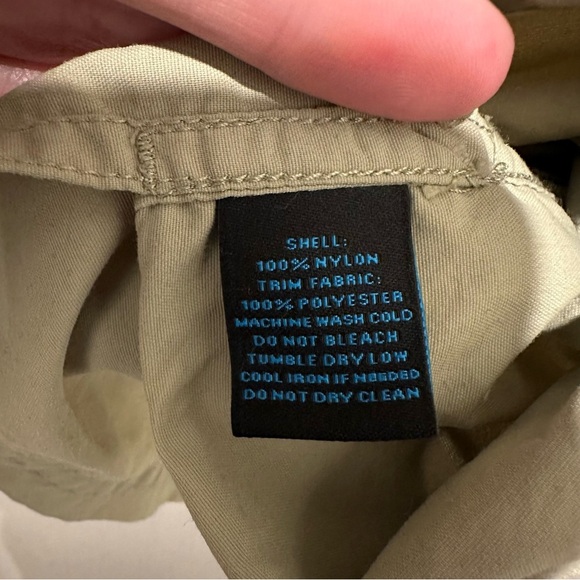 SHELL:
100% NYLON
TRIM FABRIC:
100% POLYESTER
MACHINE WASH COLD
DO NOT BLEACH
TUMBLE DRY LOW
COOL IRON IF NEEDED
DO NOT DRY CLEAN